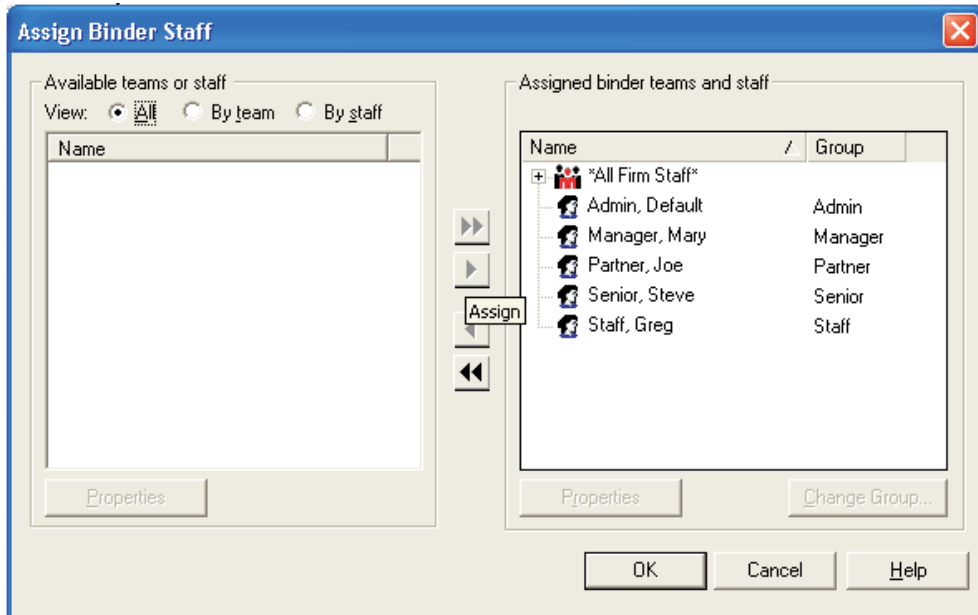 Assign Binder Staff
Available teams or staff
View: All By team By staff
Name
Assign
Properties
Assigned binder teams and staff
Name Group
*All Firm Staff*
Admin, Default Admin
Manager, Mary Manager
Partner, Joe Partner
Senior, Steve Senior
Staff, Greg Staff
Properties Change Group...
OK Cancel Help